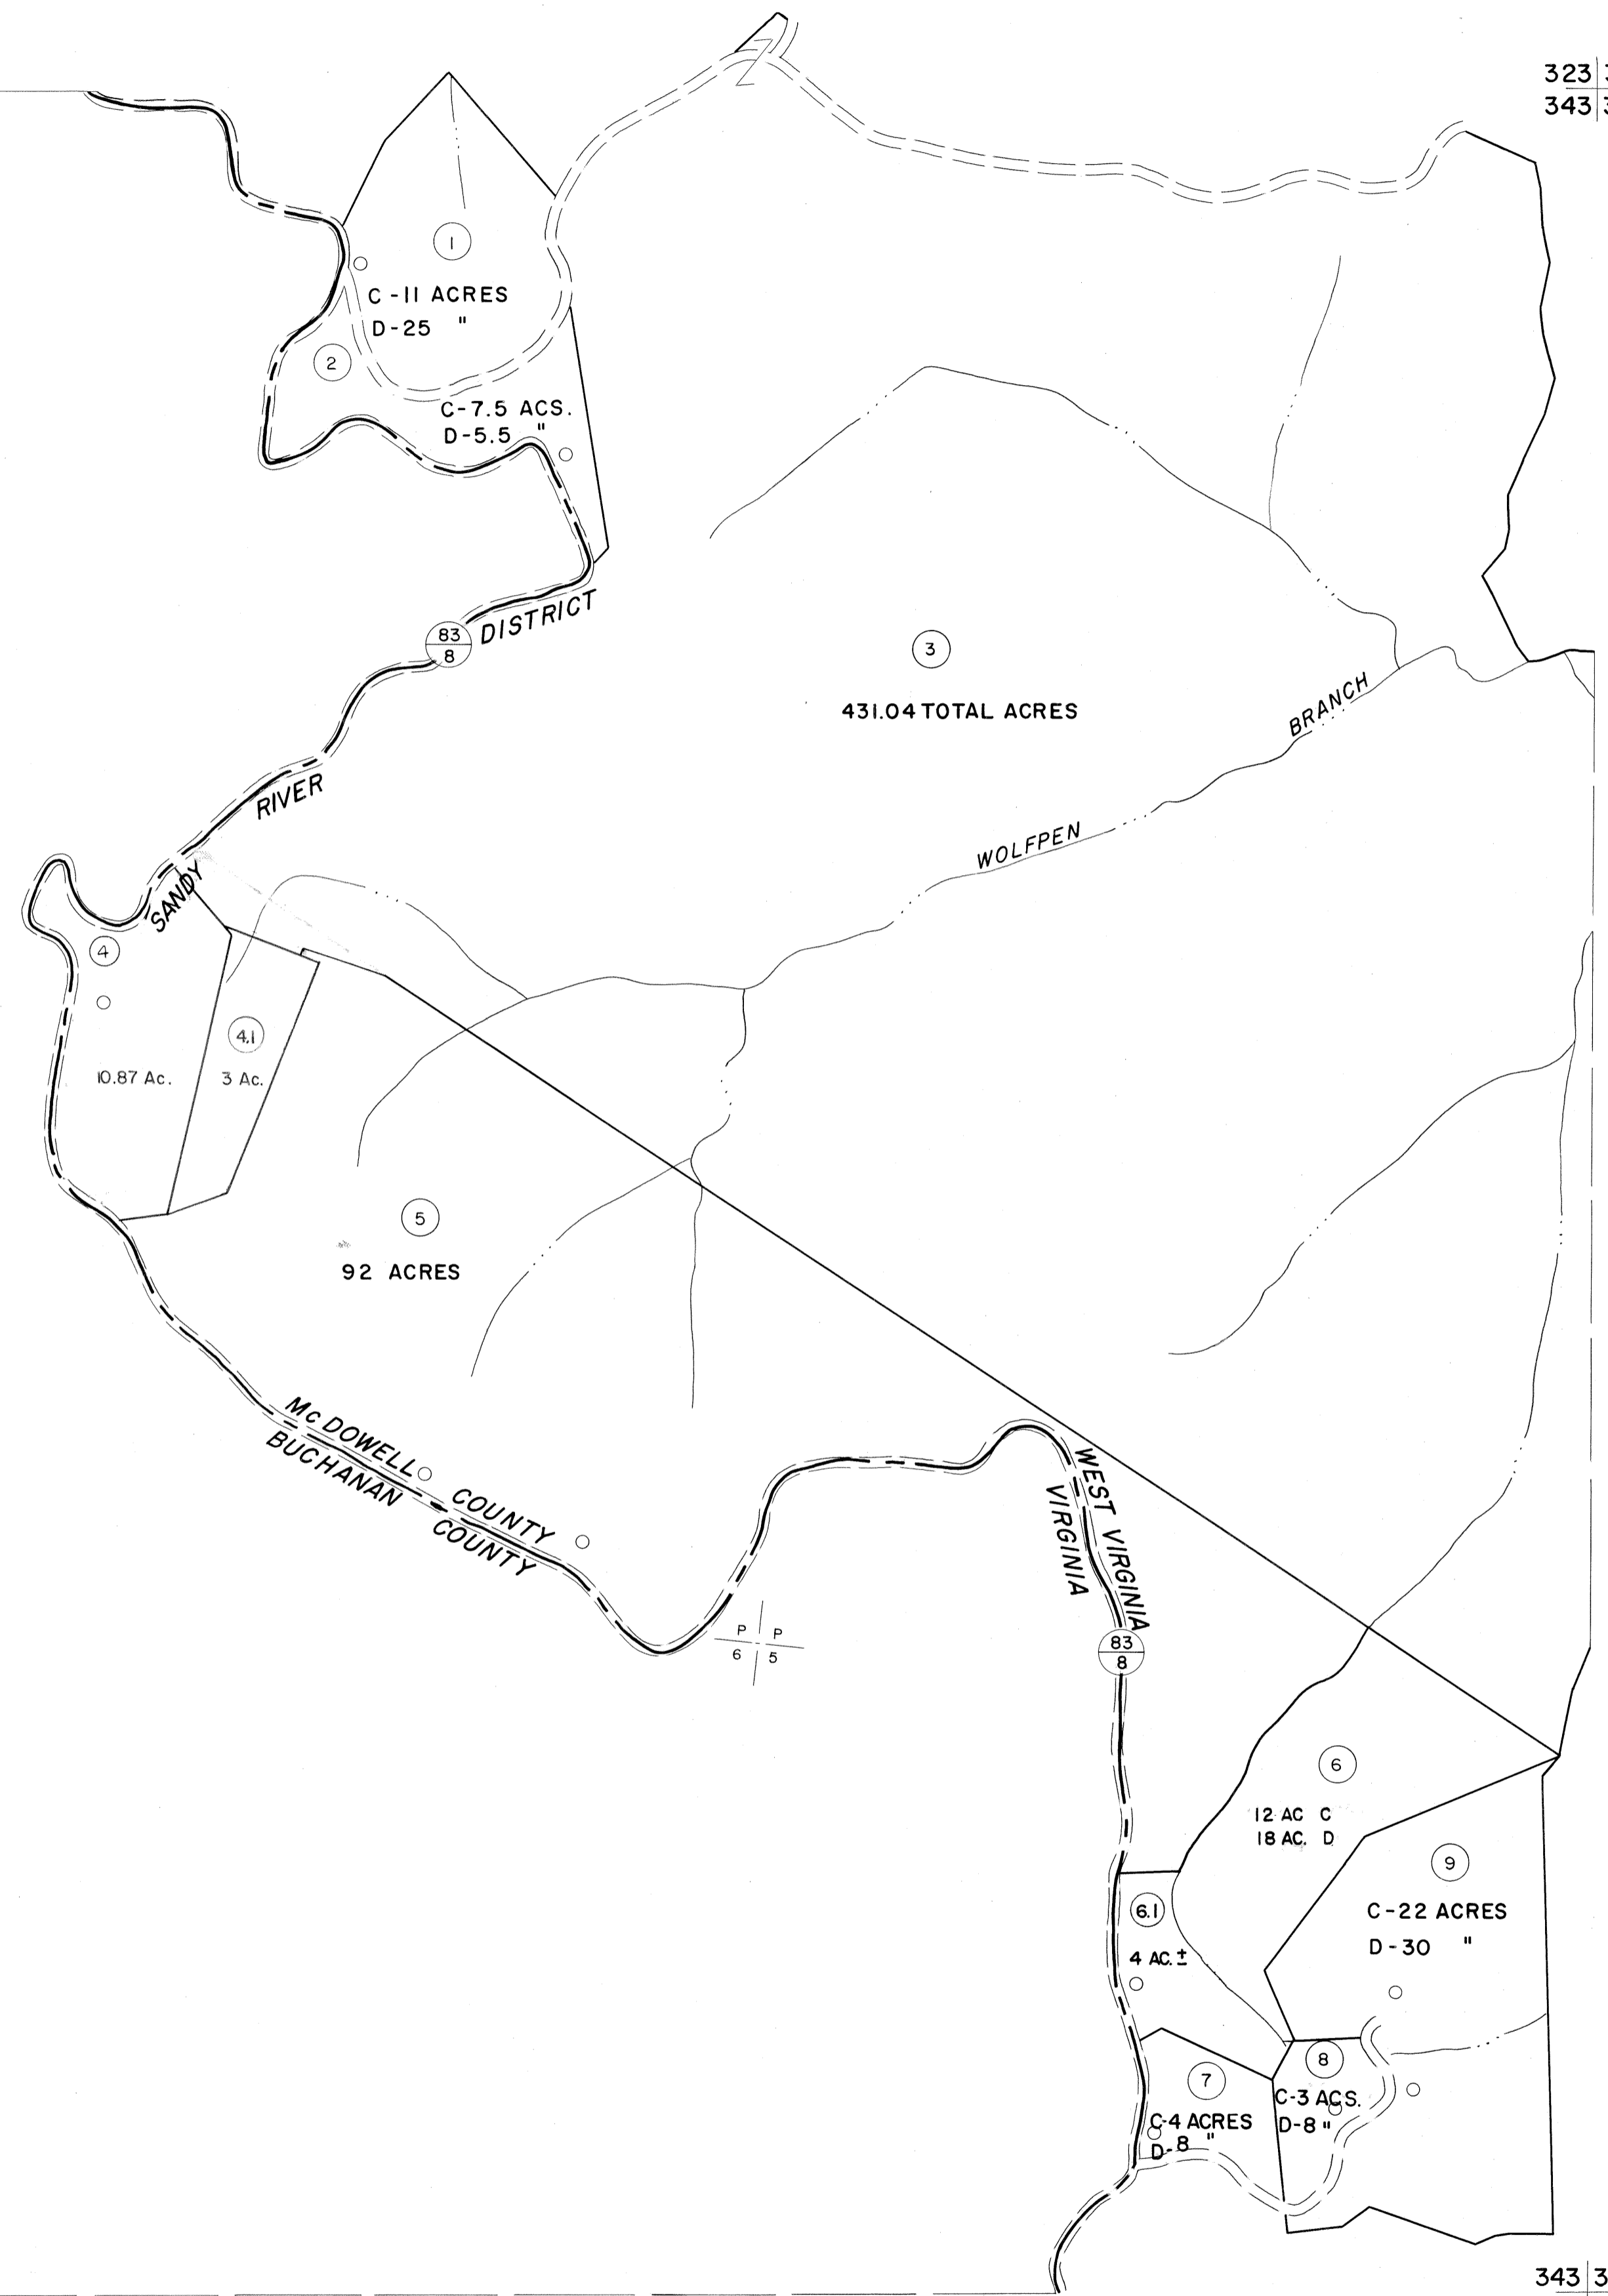 323
343
1
C-11 ACRES
D-25 "
2
C-7.5 ACS.
D-5.5 "
83
8
SANDY RIVER DISTRICT
3
431.04 TOTAL ACRES
WOLFPEN BRANCH
4
10.87 Ac.
4.1
3 Ac.
5
92 ACRES
McDOWELL COUNTY
BUCHANAN COUNTY
WEST VIRGINIA
VIRGINIA
P P
6 5
83
8
6
12 AC C
18 AC. D
9
C-22 ACRES
D-30 "
6.1
4 AC.±
8
C-3 ACS.
D-8 "
7
C-4 ACRES
D-8 "
343